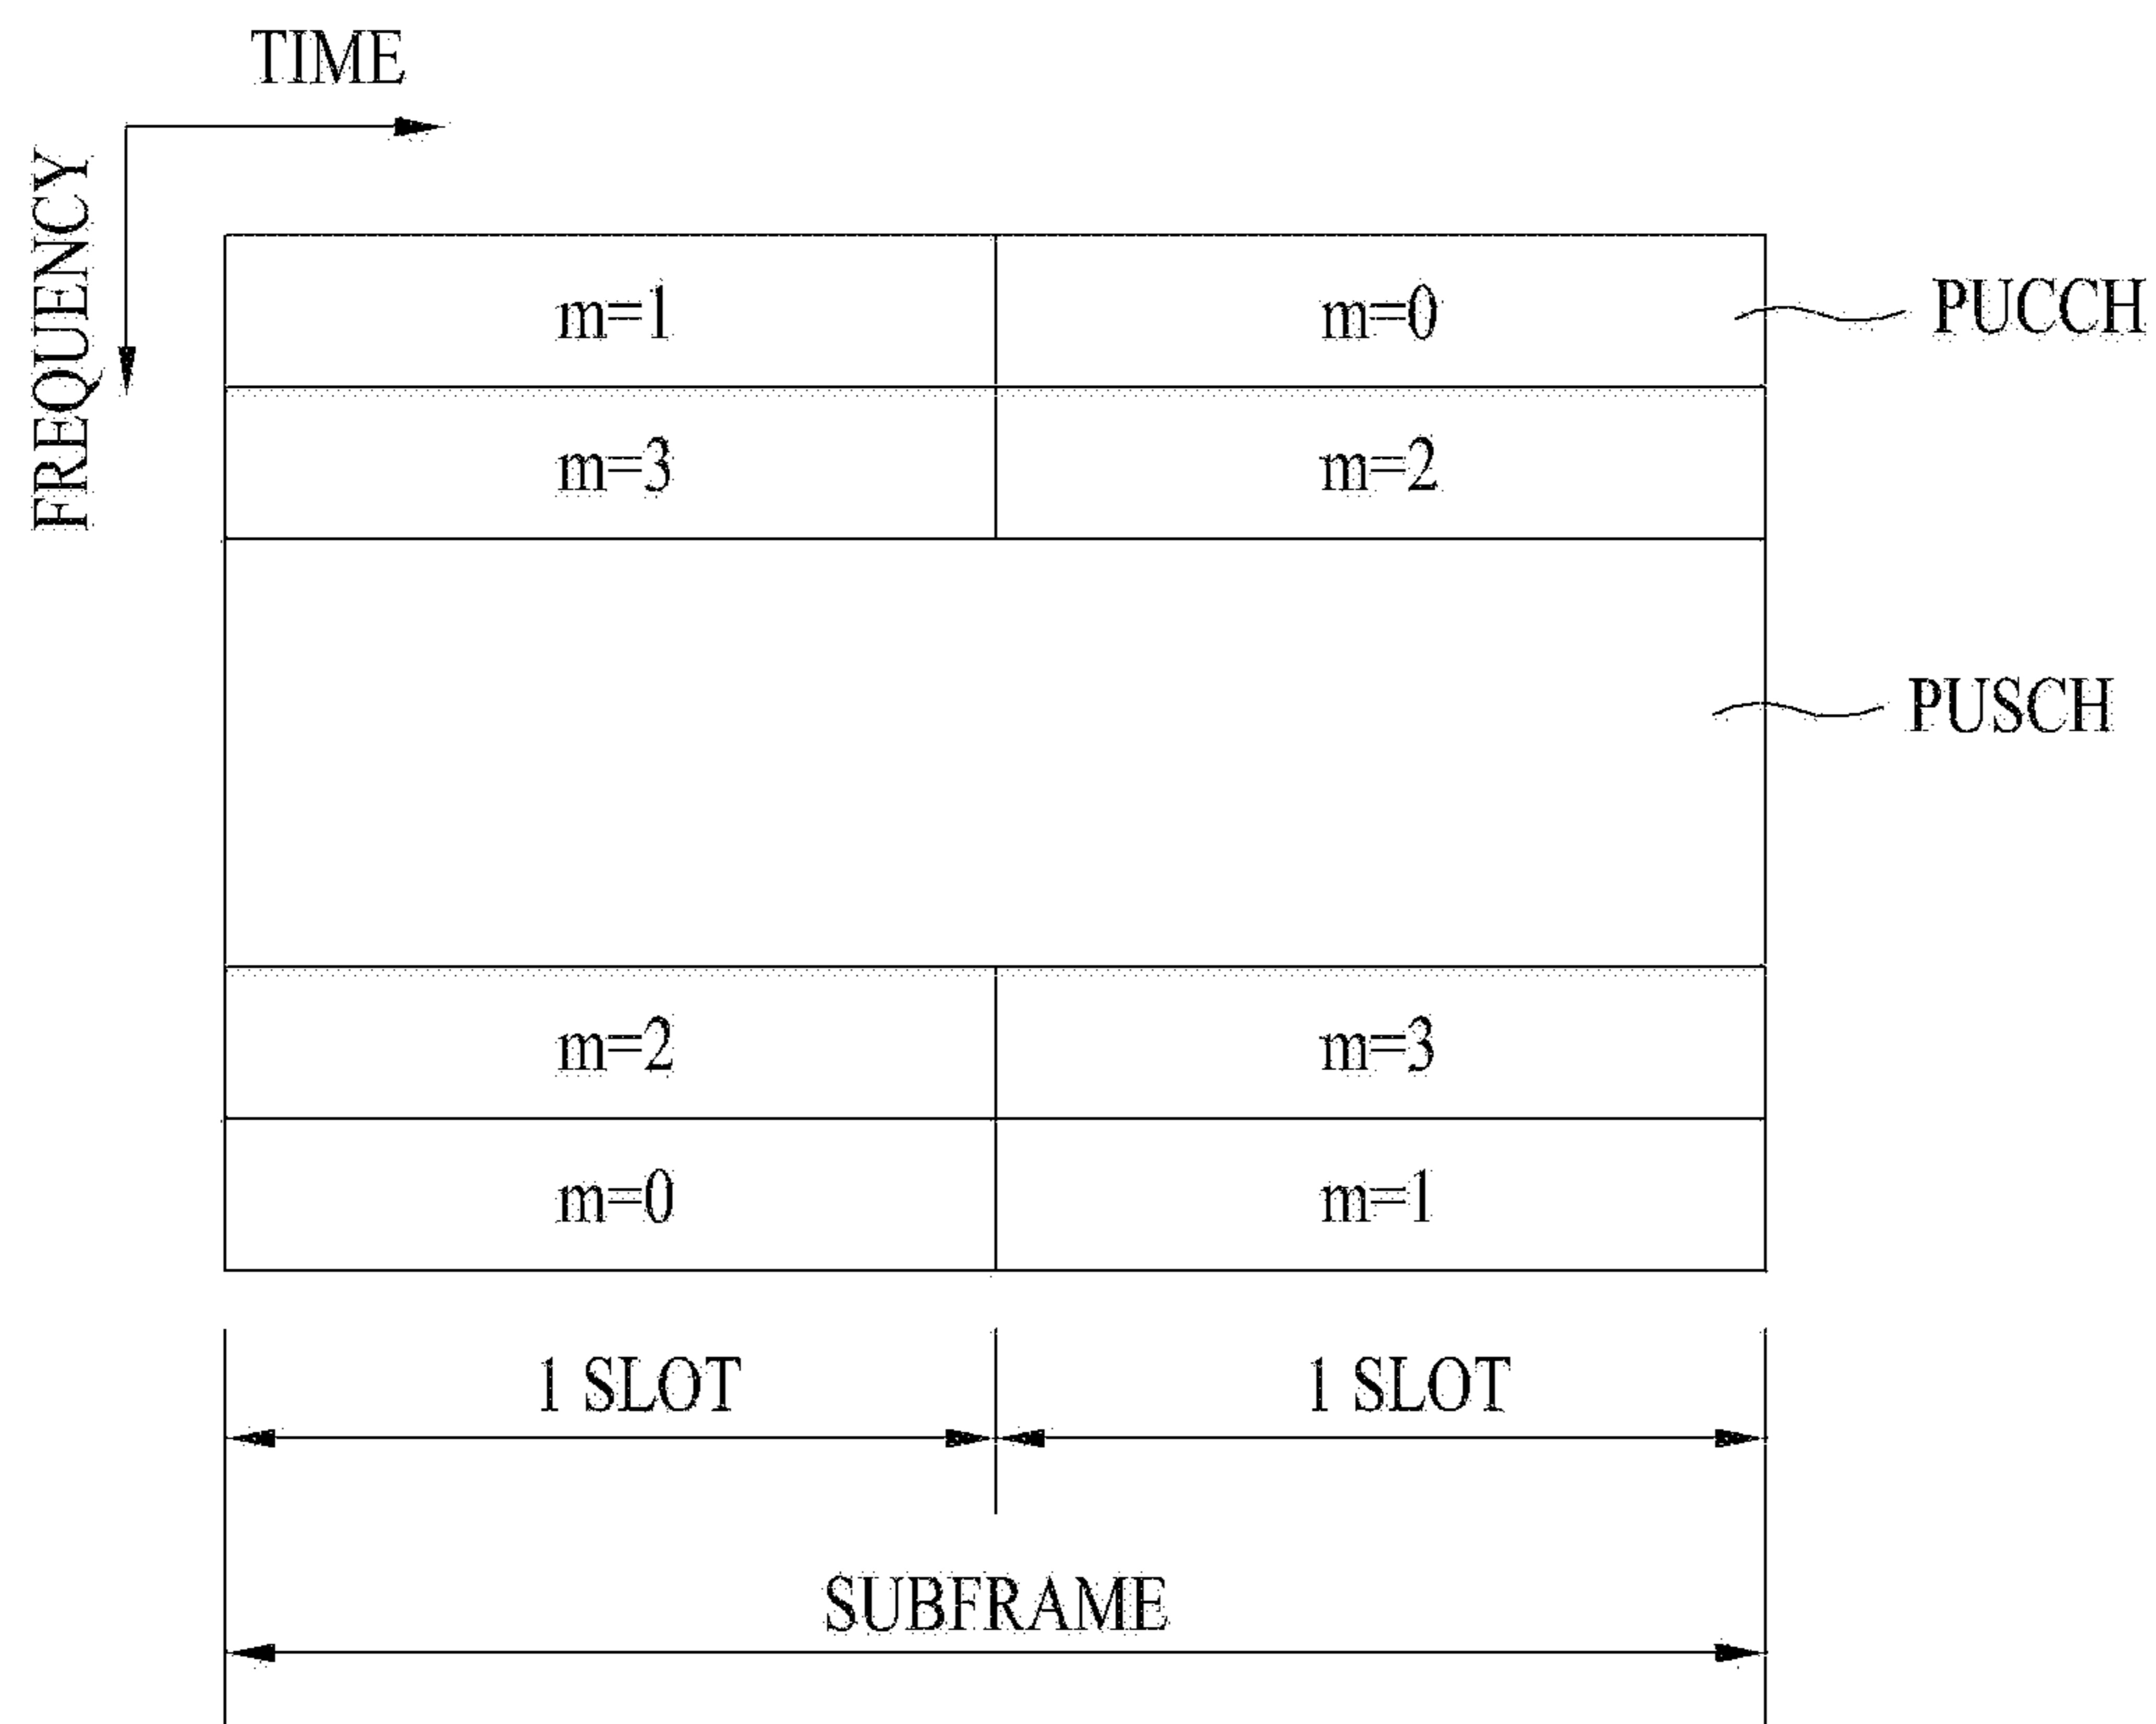 TIME
FREQUENCY
m=1 m=0 PUCCH
m=3 m=2
PUSCH
m=2 m=3
m=0 m=1
1 SLOT 1 SLOT
SUBFRAME